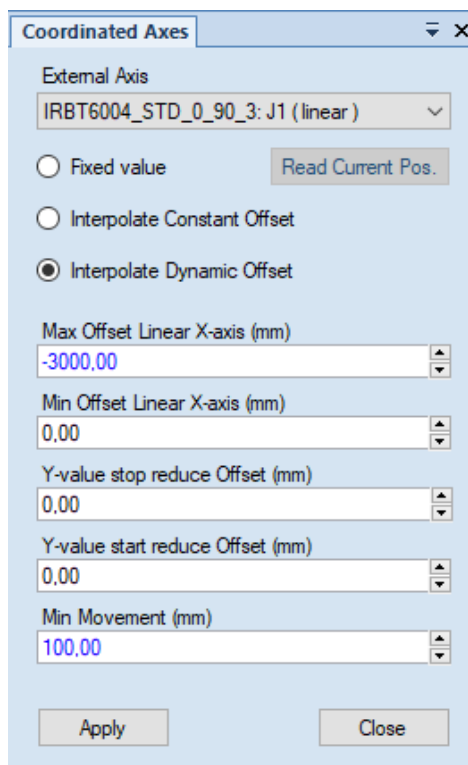 Coordinated Axes
External Axis
IRBT6004_STD_0_90_3: J1 ( linear )
Fixed value
Read Current Pos.
Interpolate Constant Offset
Interpolate Dynamic Offset
Max Offset Linear X-axis (mm)
-3000,00
Min Offset Linear X-axis (mm)
0,00
Y-value stop reduce Offset (mm)
0,00
Y-value start reduce Offset (mm)
0,00
Min Movement (mm)
100,00
Apply
Close